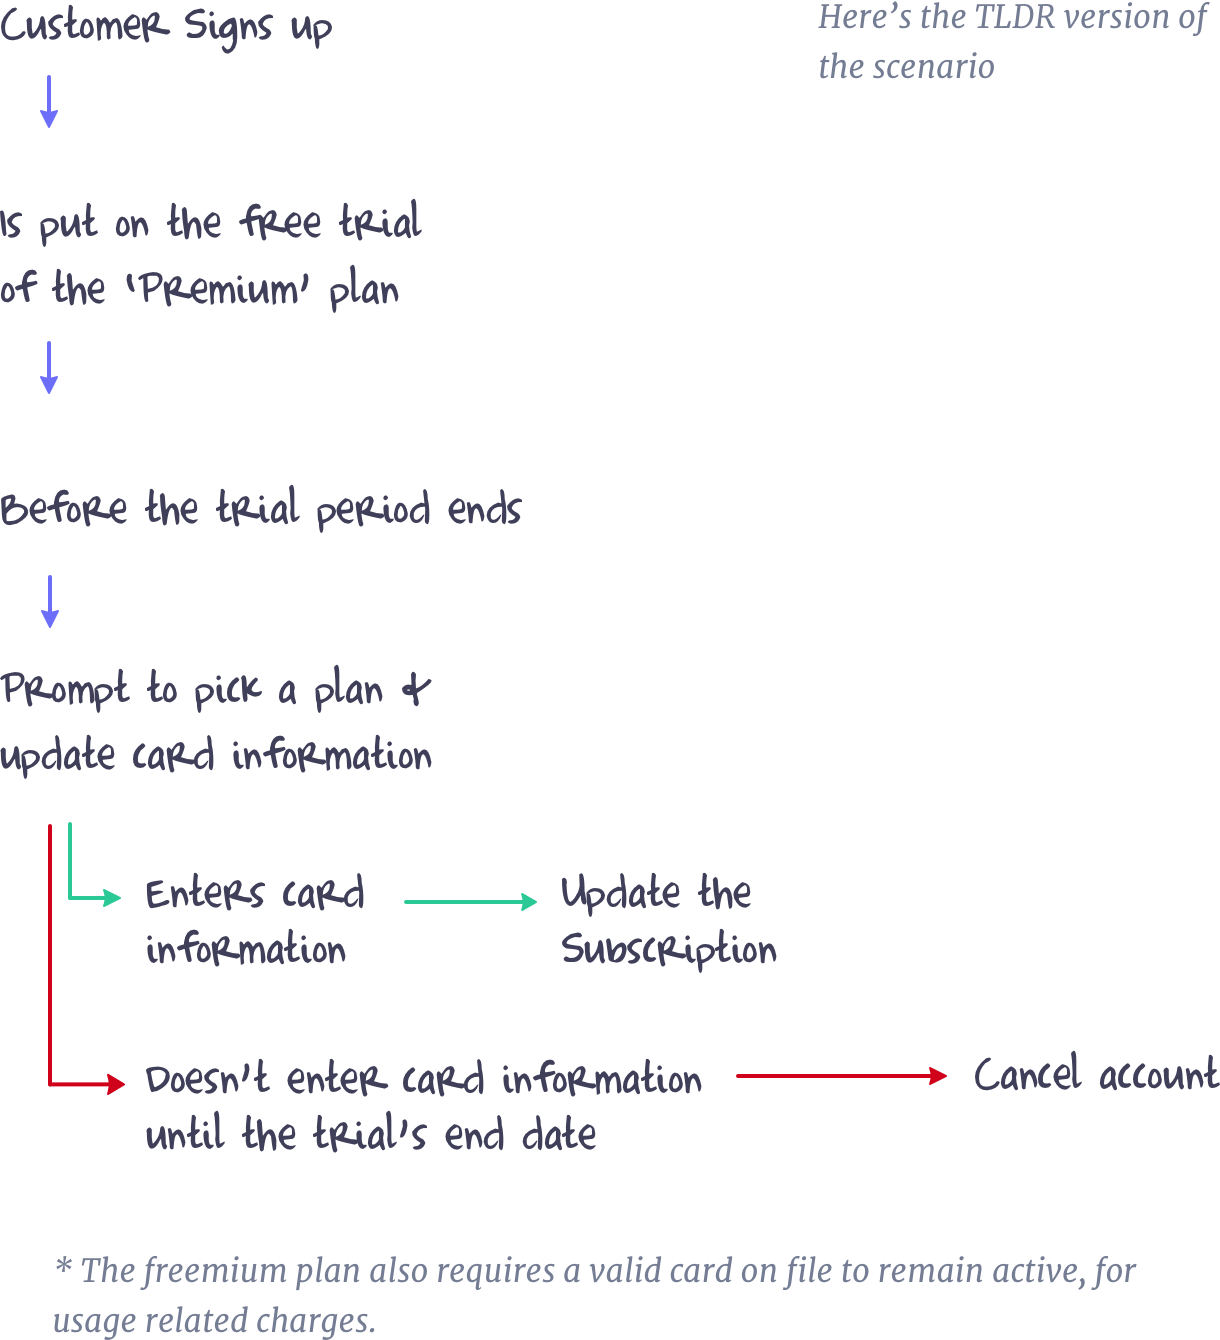 Customer Signs up
Here’s the TLDR version of
the scenario
Is put on the free trial
of the ‘Premium’ plan
Before the trial period ends
Prompt to pick a plan &
update card information
Enters card
information
Update the
Subscription
Doesn’t enter card information
until the trial’s end date
Cancel account
* The freemium plan also requires a valid card on file to remain active, for
usage related charges.